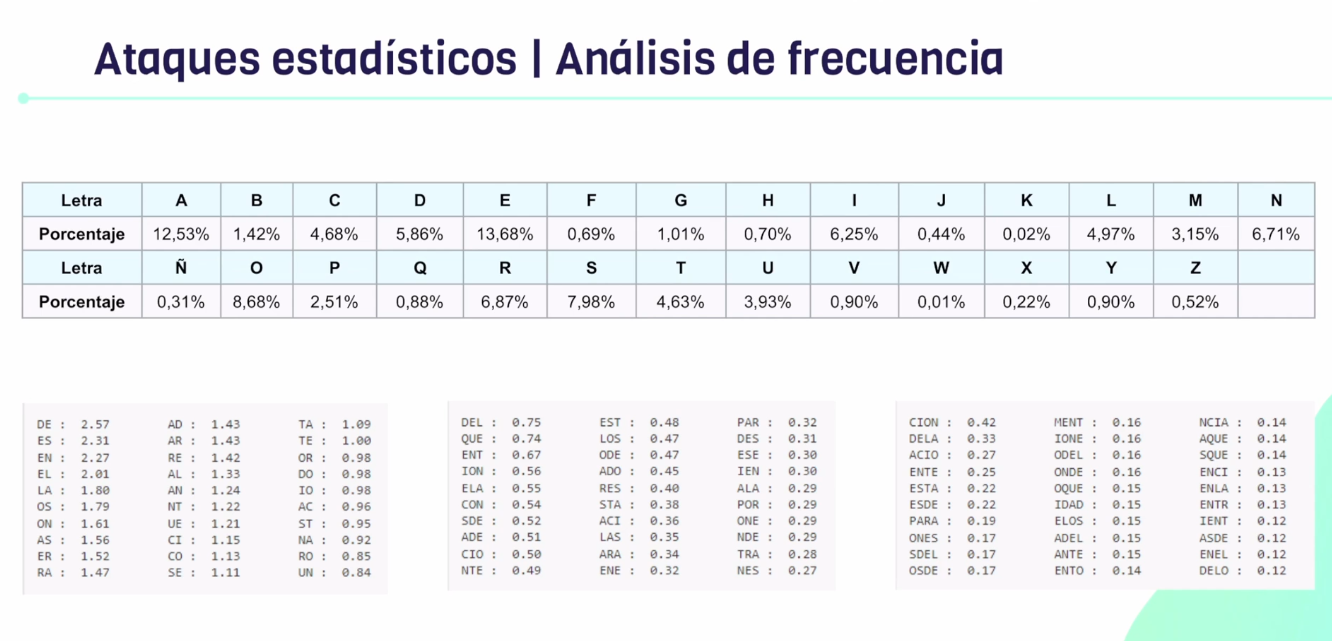 Ataques estadísticos | Análisis de frecuencia
Letra A B C D E F G H I J K L M N
Porcentaje 12,53% 1,42% 4,68% 5,86% 13,68% 0,69% 1,01% 0,70% 6,25% 0,44% 0,02% 4,97% 3,15% 6,71%
Letra Ñ O P Q R S T U V W X Y Z
Porcentaje 0,31% 8,68% 2,51% 0,88% 6,87% 7,98% 4,63% 3,93% 0,90% 0,01% 0,22% 0,90% 0,52%
DE : 2.57 AD : 1.43 TA : 1.09
ES : 2.31 AR : 1.43 TE : 1.00
EN : 2.27 RE : 1.42 OR : 0.98
EL : 2.01 AL : 1.33 DO : 0.98
LA : 1.80 AN : 1.24 IO : 0.98
OS : 1.79 NT : 1.22 AC : 0.96
ON : 1.61 UE : 1.21 ST : 0.95
AS : 1.56 CI : 1.15 NA : 0.92
ER : 1.52 CO : 1.13 RO : 0.85
RA : 1.47 SE : 1.11 UN : 0.84
DEL : 0.75 EST : 0.48 PAR : 0.32
QUE : 0.74 LOS : 0.47 DES : 0.31
ENT : 0.67 ODE : 0.47 ESE : 0.30
ION : 0.56 ADO : 0.45 IEN : 0.30
ELA : 0.55 RES : 0.40 ALA : 0.29
CON : 0.54 STA : 0.38 POR : 0.29
SDE : 0.52 ACI : 0.36 ONE : 0.29
ADE : 0.51 LAS : 0.35 NDE : 0.29
CIO : 0.50 ARA : 0.34 TRA : 0.28
NTE : 0.49 ENE : 0.32 NES : 0.27
CION : 0.42 MENT : 0.16 NCIA : 0.14
DELA : 0.33 IONE : 0.16 AQUE : 0.14
ACIO : 0.27 ODEL : 0.16 SQUE : 0.14
ENTE : 0.25 ONDE : 0.16 ENCI : 0.13
ESTA : 0.22 OQUE : 0.15 ENLA : 0.13
ESDE : 0.22 IDAD : 0.15 ENTR : 0.13
PARA : 0.19 ELOS : 0.15 IENT : 0.12
ONES : 0.17 ADEL : 0.15 ASDE : 0.12
SDEL : 0.17 ANTE : 0.15 ENEL : 0.12
OSDE : 0.17 ENTO : 0.14 DELO : 0.12